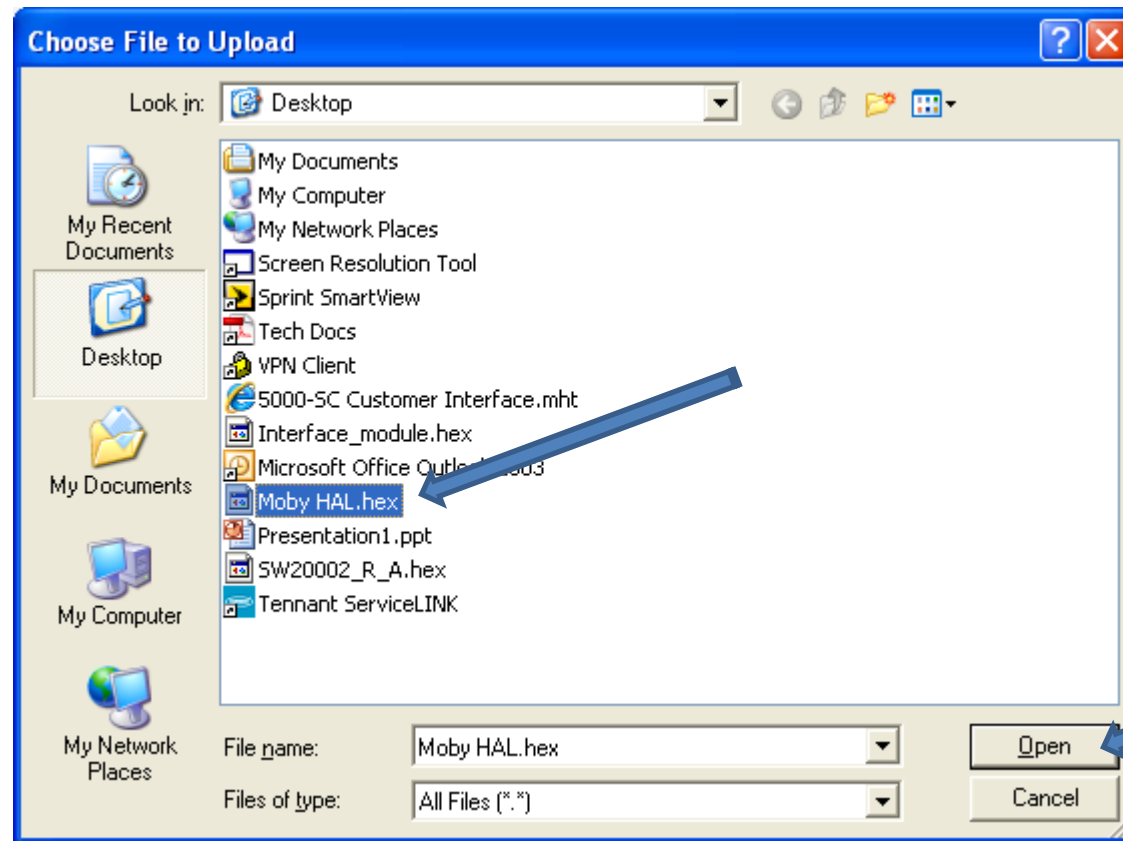 Choose File to Upload
Look in:
Desktop
My Recent
Documents
Desktop
My Documents
My Computer
My Network
Places
My Documents
My Computer
My Network Places
Screen Resolution Tool
Sprint SmartView
Tech Docs
VPN Client
5000-SC Customer Interface.mht
Interface_module.hex
Microsoft Office 
Moby HAL.hex
Presentation1.ppt
SW20002_R_A.hex
Tennant ServiceLINK
File name:
Moby HAL.hex
Open
Files of type:
All Files (*.*)
Cancel